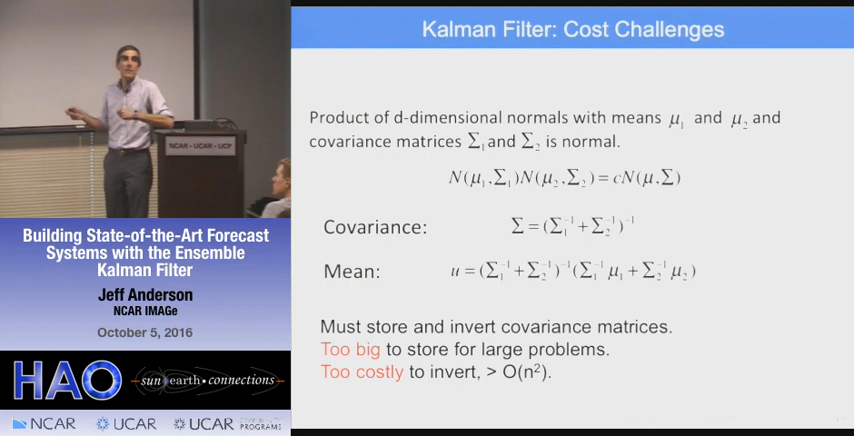 Kalman Filter: Cost Challenges
Product of d-dimensional normals with means μ₁ and μ₂ and
covariance matrices Σ₁ and Σ₂ is normal.
N(μ₁,Σ₁)N(μ₂,Σ₂)=cN(μ,Σ)
Covariance: Σ=(Σ₁⁻¹+Σ₂⁻¹)⁻¹
Mean: u=(Σ₁⁻¹+Σ₂⁻¹)⁻¹(Σ₁⁻¹μ₁+Σ₂⁻¹μ₂)
Must store and invert covariance matrices.
Too big to store for large problems.
Too costly to invert, > O(n²).
NCAR - UCAR - UCP
Building State-of-the-Art Forecast
Systems with the Ensemble
Kalman Filter
Jeff Anderson
NCAR IMAGe
October 5, 2016
HAO
sun earth • connections
NCAR UCAR UCAR COMMUNITY PROGRAMS